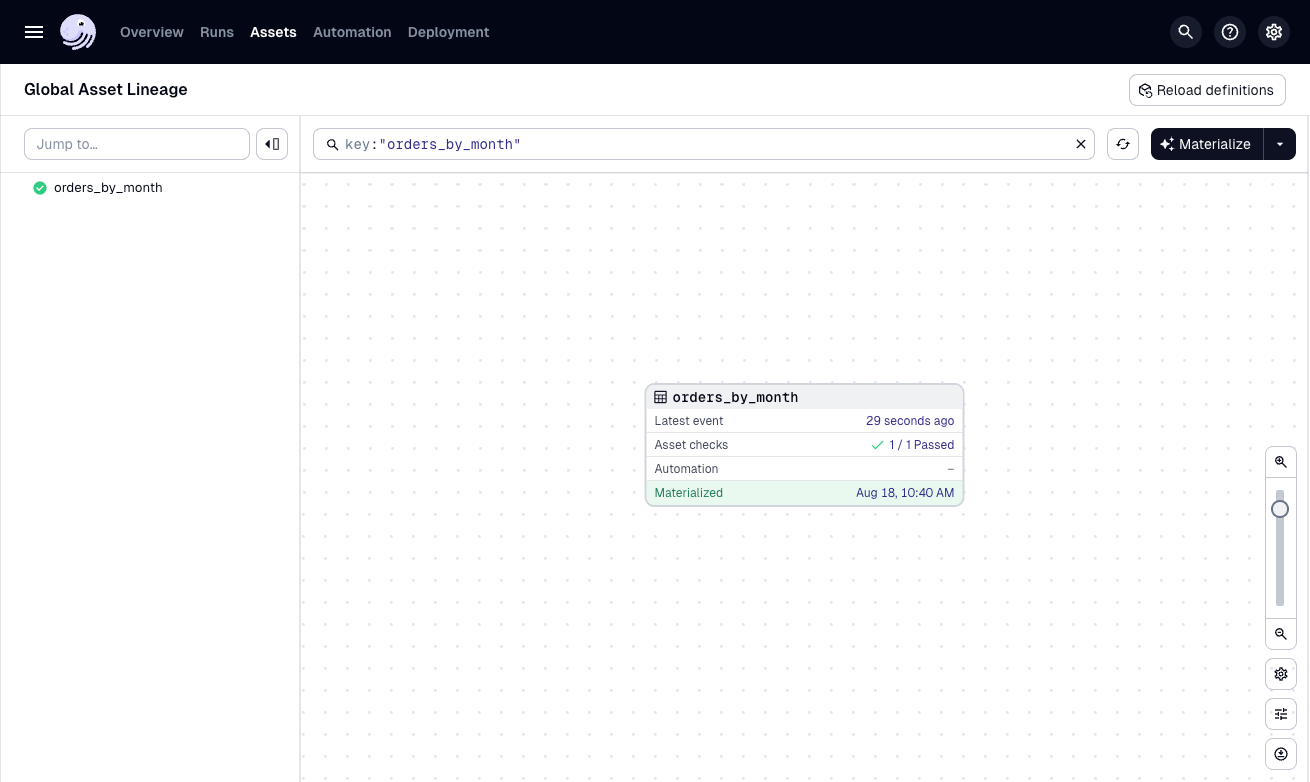 Overview Runs Assets Automation Deployment
Global Asset Lineage
Reload definitions
Jump to…
key:"orders_by_month"
Materialize
orders_by_month
orders_by_month
Latest event 29 seconds ago
Asset checks 1 / 1 Passed
Automation –
Materialized Aug 18, 10:40 AM